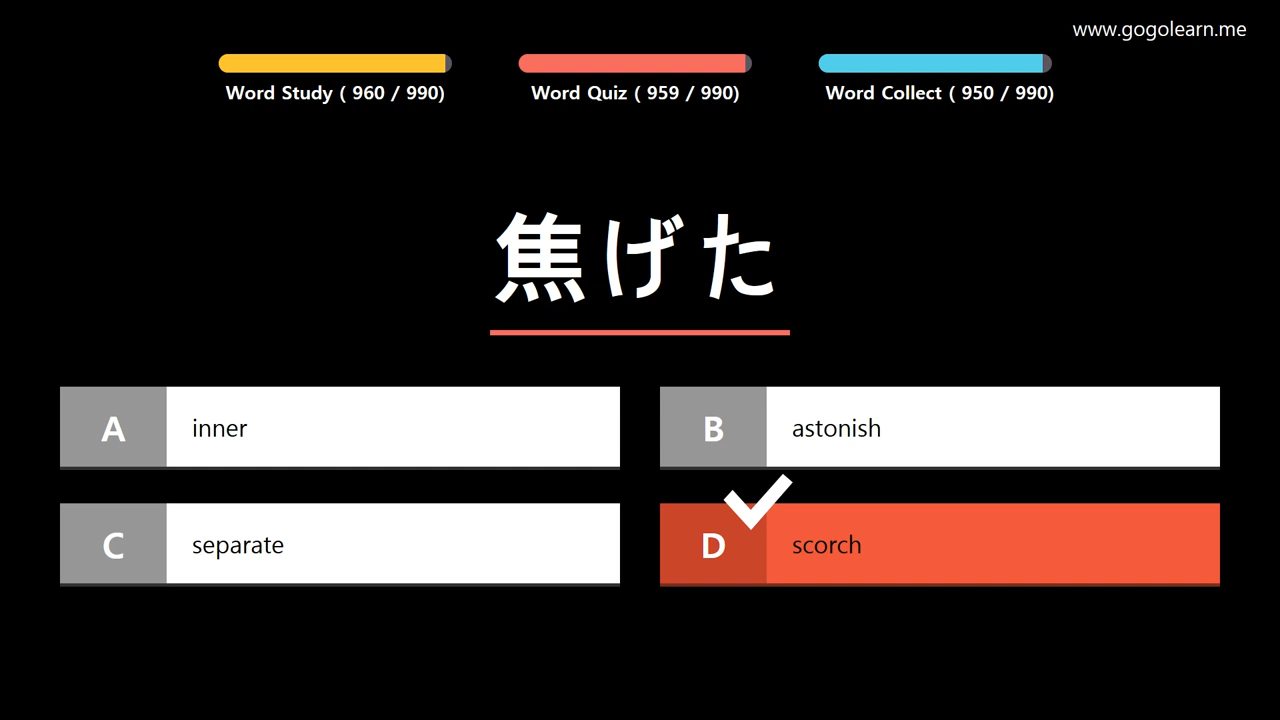 www.gogolearn.me
Word Study ( 960 / 990)
Word Quiz ( 959 / 990)
Word Collect ( 950 / 990)
焦げた
A inner
B astonish
C separate
D scorch